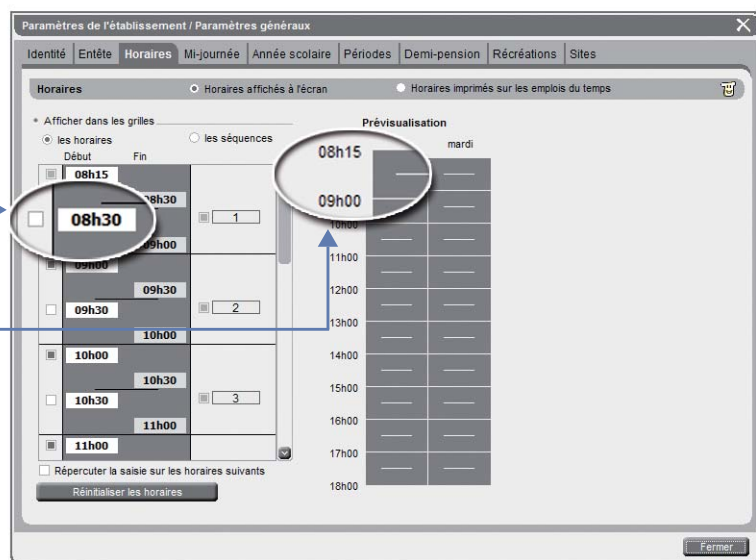 Paramètres de l'établissement / Paramètres généraux
Identité Entête Horaires Mi-journée Année scolaire Périodes Demi-pension Récréations Sites
Horaires Horaires affichés à l'écran Horaires imprimés sur les emplois du temps
Afficher dans les grilles
les horaires les séquences
Début Fin
08h15
08h30
08h30
1
09h00
09h00
09h30
09h30
2
10h00
10h00
10h30
10h30
3
11h00
11h00
Répercuter la saisie sur les horaires suivants
Réinitialiser les horaires
Prévisualisation
mardi
08h15
09h00
10h00
11h00
12h00
13h00
14h00
15h00
16h00
17h00
18h00
Fermer